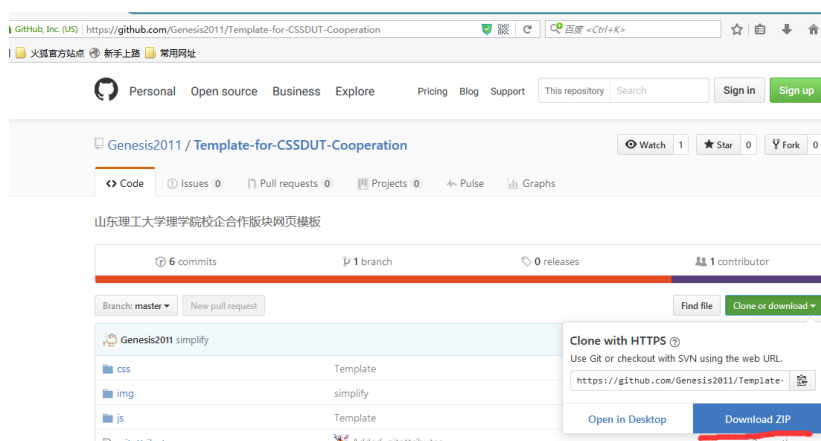 GitHub, Inc. (US) https://github.com/Genesis2011/Template-for-CSSDUT-Cooperation 百度 <Ctrl+K>
火狐官方站点 新手上路 常用网址
Personal Open source Business Explore Pricing Blog Support This repository Search Sign in Sign up
Genesis2011 / Template-for-CSSDUT-Cooperation Watch 1 Star 0 Fork 0
Code Issues 0 Pull requests 0 Projects 0 Pulse Graphs
山东理工大学理学院校企合作版块网页模板
6 commits 1 branch 0 releases 1 contributor
Branch: master New pull request Find file Clone or download
Genesis2011 simplify
Clone with HTTPS
Use Git or checkout with SVN using the web URL.
css Template
https://github.com/Genesis2011/Template-
img simplify
js Template
Open in Desktop Download ZIP